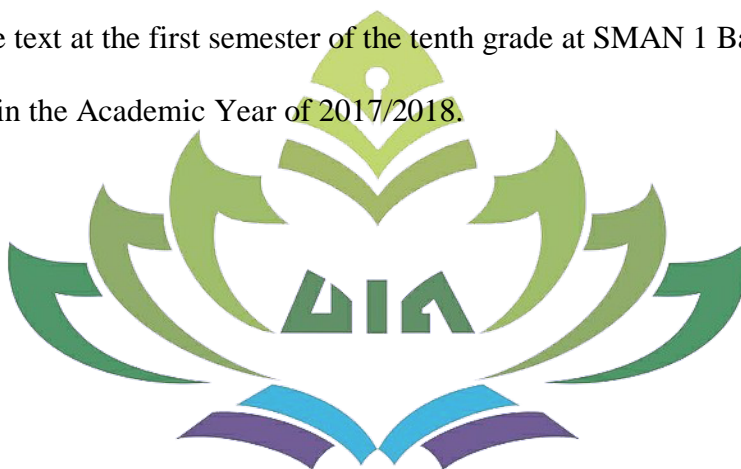 e text at the first semester of the tenth grade at SMAN 1 Ba
in the Academic Year of 2017/2018.
UIN